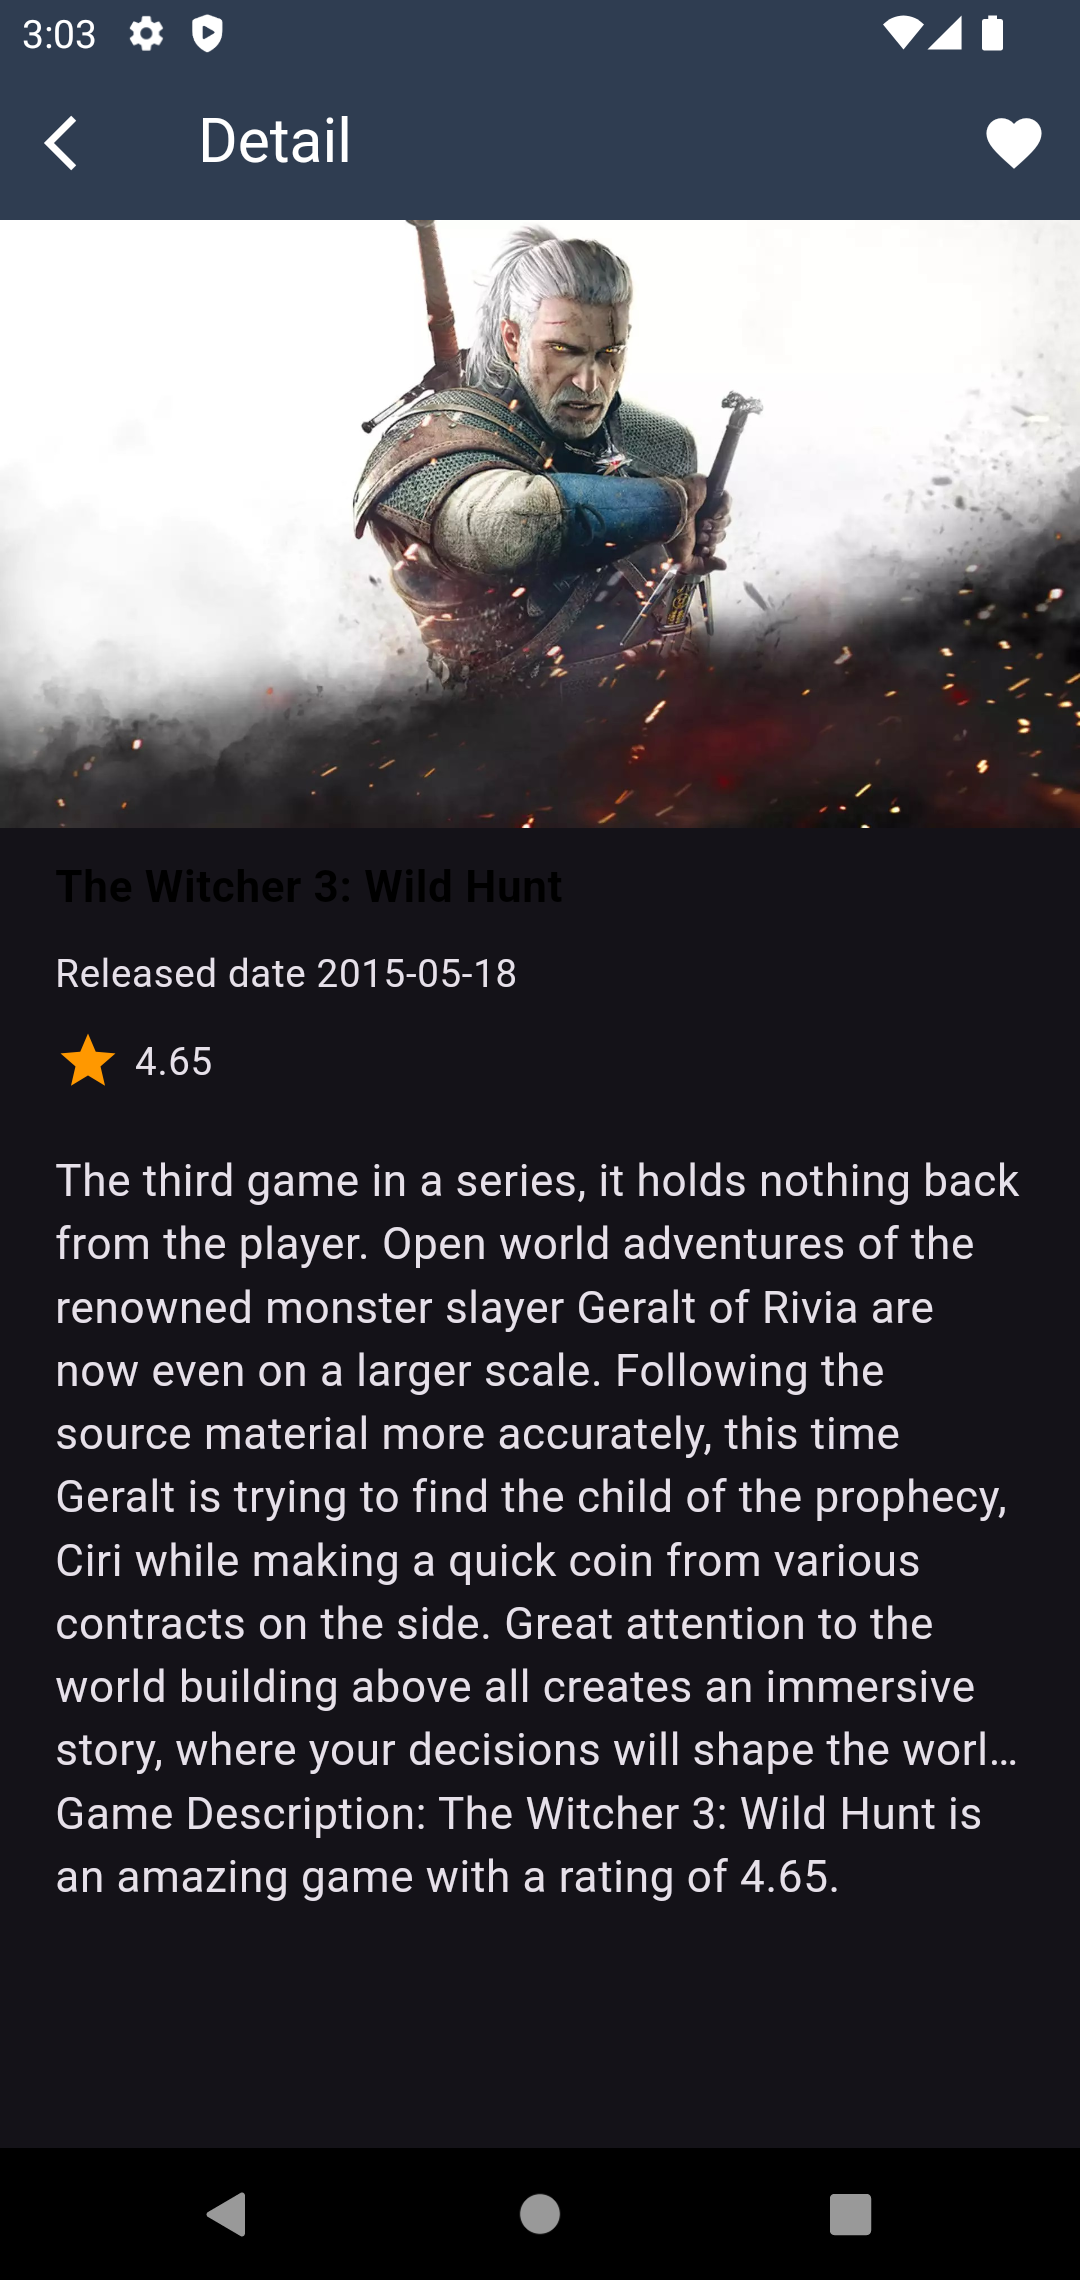 3:03
Detail
The Witcher 3: Wild Hunt
Released date 2015-05-18
4.65
The third game in a series, it holds nothing back
from the player. Open world adventures of the
renowned monster slayer Geralt of Rivia are
now even on a larger scale. Following the
source material more accurately, this time
Geralt is trying to find the child of the prophecy,
Ciri while making a quick coin from various
contracts on the side. Great attention to the
world building above all creates an immersive
story, where your decisions will shape the worl...
Game Description: The Witcher 3: Wild Hunt is
an amazing game with a rating of 4.65.